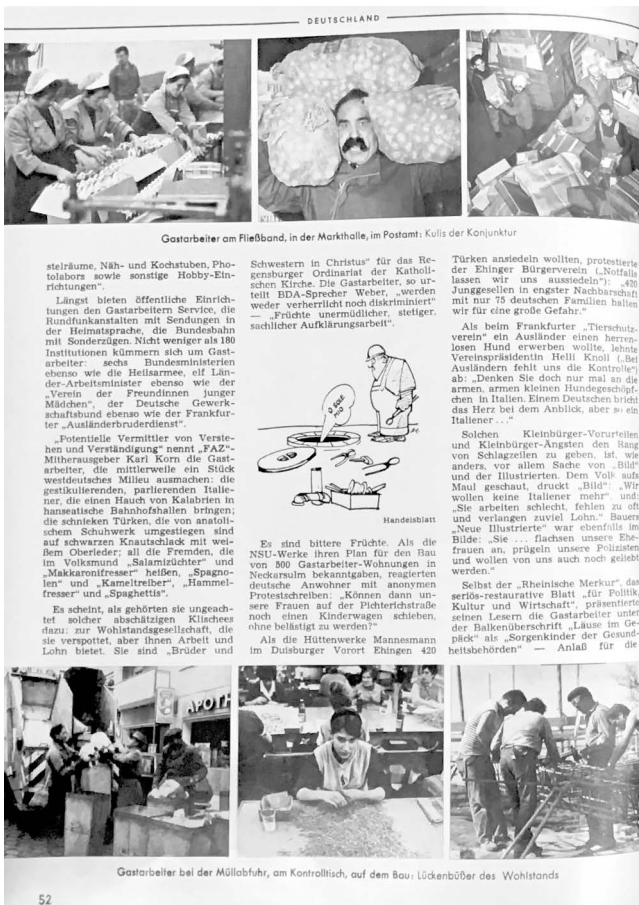 DEUTSCHLAND
Gastarbeiter am Fließband, in der Markthalle, im Postamt: Kulis der Konjunktur
stelräume, Näh- und Kochstuben, Pho-
tolabors sowie sonstige Hobby-Ein-
richtungen“.
Längst bieten öffentliche Einrich-
tungen den Gastarbeitern Service, die
Rundfunkanstalten mit Sendungen in
der Heimatsprache, die Bundesbahn
mit Sonderzügen. Nicht weniger als 180
Institutionen kümmern sich um Gast-
arbeiter: sechs Bundesministerien
ebenso wie die Heilsarmee, elf Län-
der-Arbeitsminister ebenso wie der
„Verein der Freundinnen junger
Mädchen“, der Deutsche Gewerk-
schaftsbund ebenso wie der Frankfur-
ter „Ausländerbruderdienst“.
„Potentielle Vermittler von Verste-
hen und Verständigung“ nennt „FAZ“-
Mitherausgeber Karl Korn die Gast-
arbeiter, die mittlerweile ein Stück
westdeutsches Milieu ausmachen: die
gestikulierenden, parlierenden Italie-
ner, die einen Hauch von Kalabrien in
hanseatische Bahnhofshallen bringen;
die schnieken Türken, die von anatoli-
schem Schuhwerk umgestiegen sind
auf schwarzen Knautschlack mit wei-
ßem Oberleder; all die Fremden, die
im Volksmund „Salamizüchter“ und
„Makkaronifresser“ heißen, „Spagno-
len“ und „Kameltreiber“, „Hammel-
fresser“ und „Spaghettis“.
Es scheint, als gehörten sie ungeach-
tet solcher abschätzigen Klischees
dazu: zur Wohlstandsgesellschaft, die
sie verspottet, aber ihnen Arbeit und
Lohn bietet. Sie sind „Brüder und
Schwestern in Christus“ für das Re-
gensburger Ordinariat der Katholi-
schen Kirche. Die Gastarbeiter, so ur-
teilt BDA-Sprecher Weber, „werden
weder verherrlicht noch diskriminiert“
— „Früchte unermüdlicher, stetiger,
sachlicher Aufklärungsarbeit“.
O SOLE
MIO
Handelsblatt
Es sind bittere Früchte. Als die
NSU-Werke ihren Plan für den Bau
von 500 Gastarbeiter-Wohnungen in
Neckarsulm bekanntgaben, reagierten
deutsche Anwohner mit anonymen
Protestschreiben: „Können dann un-
sere Frauen auf der Pichterichstraße
noch einen Kinderwagen schieben,
ohne belästigt zu werden?“
Als die Hüttenwerke Mannesmann
im Duisburger Vorort Ehingen 420
Türken ansiedeln wollten, protestierte
der Ehinger Bürgerverein („Notfalls
lassen wir uns aussiedeln“): „420
Junggesellen in engster Nachbarschaft
mit nur 75 deutschen Familien halten
wir für eine große Gefahr.“
Als beim Frankfurter „Tierschutz-
verein“ ein Ausländer einen herren-
losen Hund erwerben wollte, lehnte
Vereinspräsidentin Helli Knoll („Bei
Ausländern fehlt uns die Kontrolle“)
ab: „Denken Sie doch nur mal an die
armen, armen kleinen Hundegeschöpf-
chen in Italien. Einem Deutschen bricht
das Herz beim Anblick, aber so ein
Italiener . . .“
Solchen Kleinbürger-Vorurteilen
und Kleinbürger-Ängsten den Rang
von Schlagzeilen zu geben, ist, wie
anders, vor allem Sache von „Bild“
und der Illustrierten. Dem Volk aufs
Maul geschaut, druckt „Bild“: „Wir
wollen keine Italiener mehr“, und:
„Sie arbeiten schlecht, fehlen zu oft
und verlangen zuviel Lohn.“ Bauers
„Neue Illustrierte“ war ebenfalls im
Bilde: „Sie . . . flachsen unsere Ehe-
frauen an, prügeln unsere Polizisten
und wollen von uns auch noch geliebt
werden.“
Selbst der „Rheinische Merkur“, das
seriös-restaurative Blatt „für Politik,
Kultur und Wirtschaft“, präsentierte
seinen Lesern die Gastarbeiter unter
der Balkenüberschrift „Läuse im Ge-
päck“ als „Sorgenkinder der Gesund-
heitsbehörden“ — Anlaß für die
APOTH
Gastarbeiter bei der Müllabfuhr, am Kontrolltisch, auf dem Bau: Lückenbüßer des Wohlstands
52